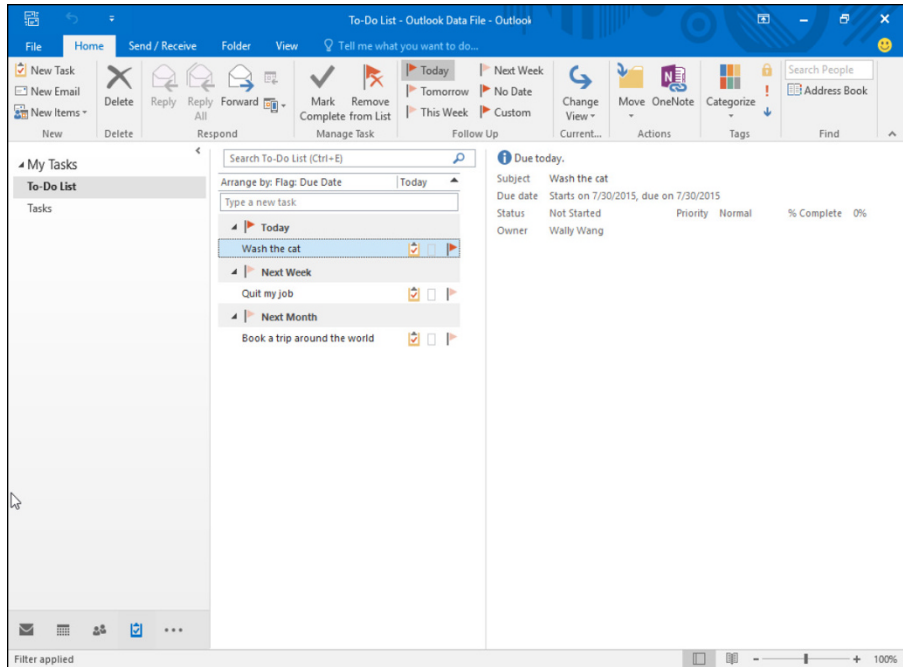 To-Do List - Outlook Data File - Outlook
File Home Send / Receive Folder View Tell me what you want to do...
New Task
New Email
New Items
New
Delete
Delete
Reply
Reply All
Forward
Respond
Mark Complete
Remove from List
Manage Task
Today
Tomorrow
This Week
Next Week
No Date
Custom
Follow Up
Change View
Current...
Move
OneNote
Actions
Categorize
Tags
Search People
Address Book
Find
My Tasks
To-Do List
Tasks
Search To-Do List (Ctrl+E)
Arrange by: Flag: Due Date Today
Type a new task
Today
Wash the cat
Next Week
Quit my job
Next Month
Book a trip around the world
Due today.
Subject Wash the cat
Due date Starts on 7/30/2015, due on 7/30/2015
Status Not Started Priority Normal % Complete 0%
Owner Wally Wang
Filter applied
100%